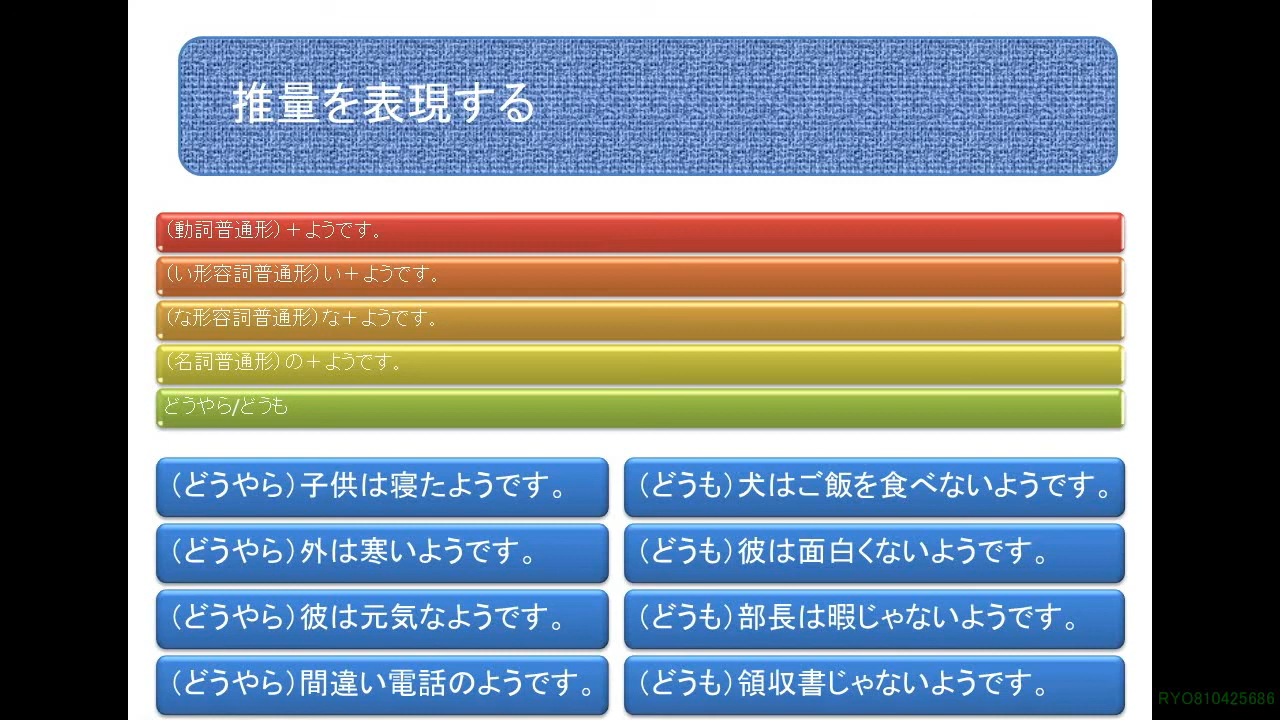 推量を表現する
（動詞普通形）＋ようです。
（い形容詞普通形）い＋ようです。
（な形容詞普通形）な＋ようです。
（名詞普通形）の＋ようです。
どうやら/どうも
（どうやら）子供は寝たようです。
（どうも）犬はご飯を食べないようです。
（どうやら）外は寒いようです。
（どうも）彼は面白くないようです。
（どうやら）彼は元気なようです。
（どうも）部長は暇じゃないようです。
（どうやら）間違い電話のようです。
（どうも）領収書じゃないようです。
RYO810425686